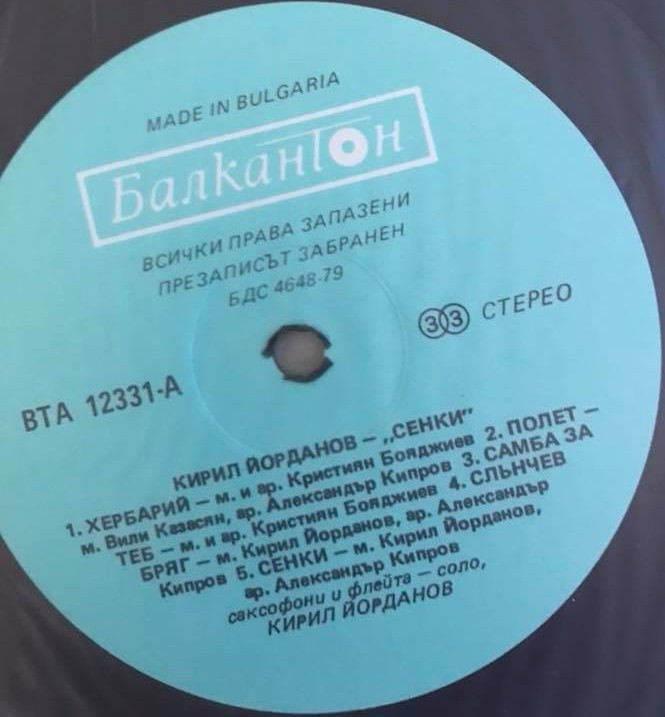 MADE IN BULGARIA
Балкантон
ВСИЧКИ ПРАВА ЗАПАЗЕНИ
ПРЕЗАПИСЪТ ЗАБРАНЕН
БДС 4648-79
33 СТЕРЕО
ВТА 12331-А
КИРИЛ ЙОРДАНОВ – „СЕНКИ"
1. ХЕРБАРИЙ – м. и ар. Кристиян Бояджиев 2. ПОЛЕТ –
м. Вили Казасян, ар. Александър Кипров 3. САМБА ЗА
ТЕБ – м. и ар. Кристиян Бояджиев 4. СЛЪНЧЕВ
БРЯГ – м. Кирил Йорданов, ар. Александър
Кипров 5. СЕНКИ – м. Кирил Йорданов,
ар. Александър Кипров
саксофони и флейта – соло,
КИРИЛ ЙОРДАНОВ